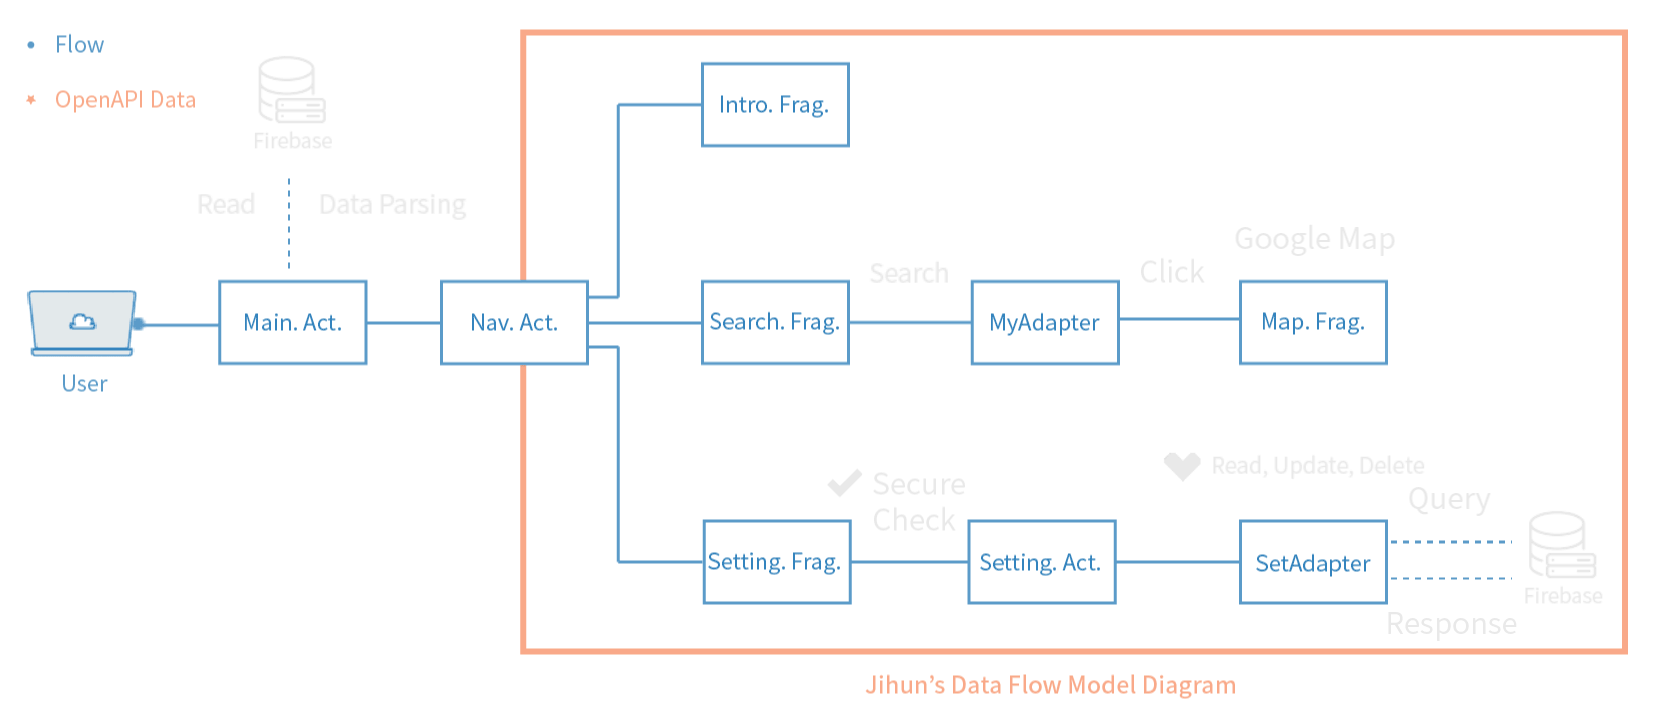 Flow
OpenAPI Data
Firebase
Read
Data Parsing
User
Main. Act.
Nav. Act.
Intro. Frag.
Search. Frag.
Search
MyAdapter
Click
Google Map
Map. Frag.
Setting. Frag.
Secure
Check
Setting. Act.
Read, Update, Delete
SetAdapter
Query
Response
Firebase
Jihun’s Data Flow Model Diagram